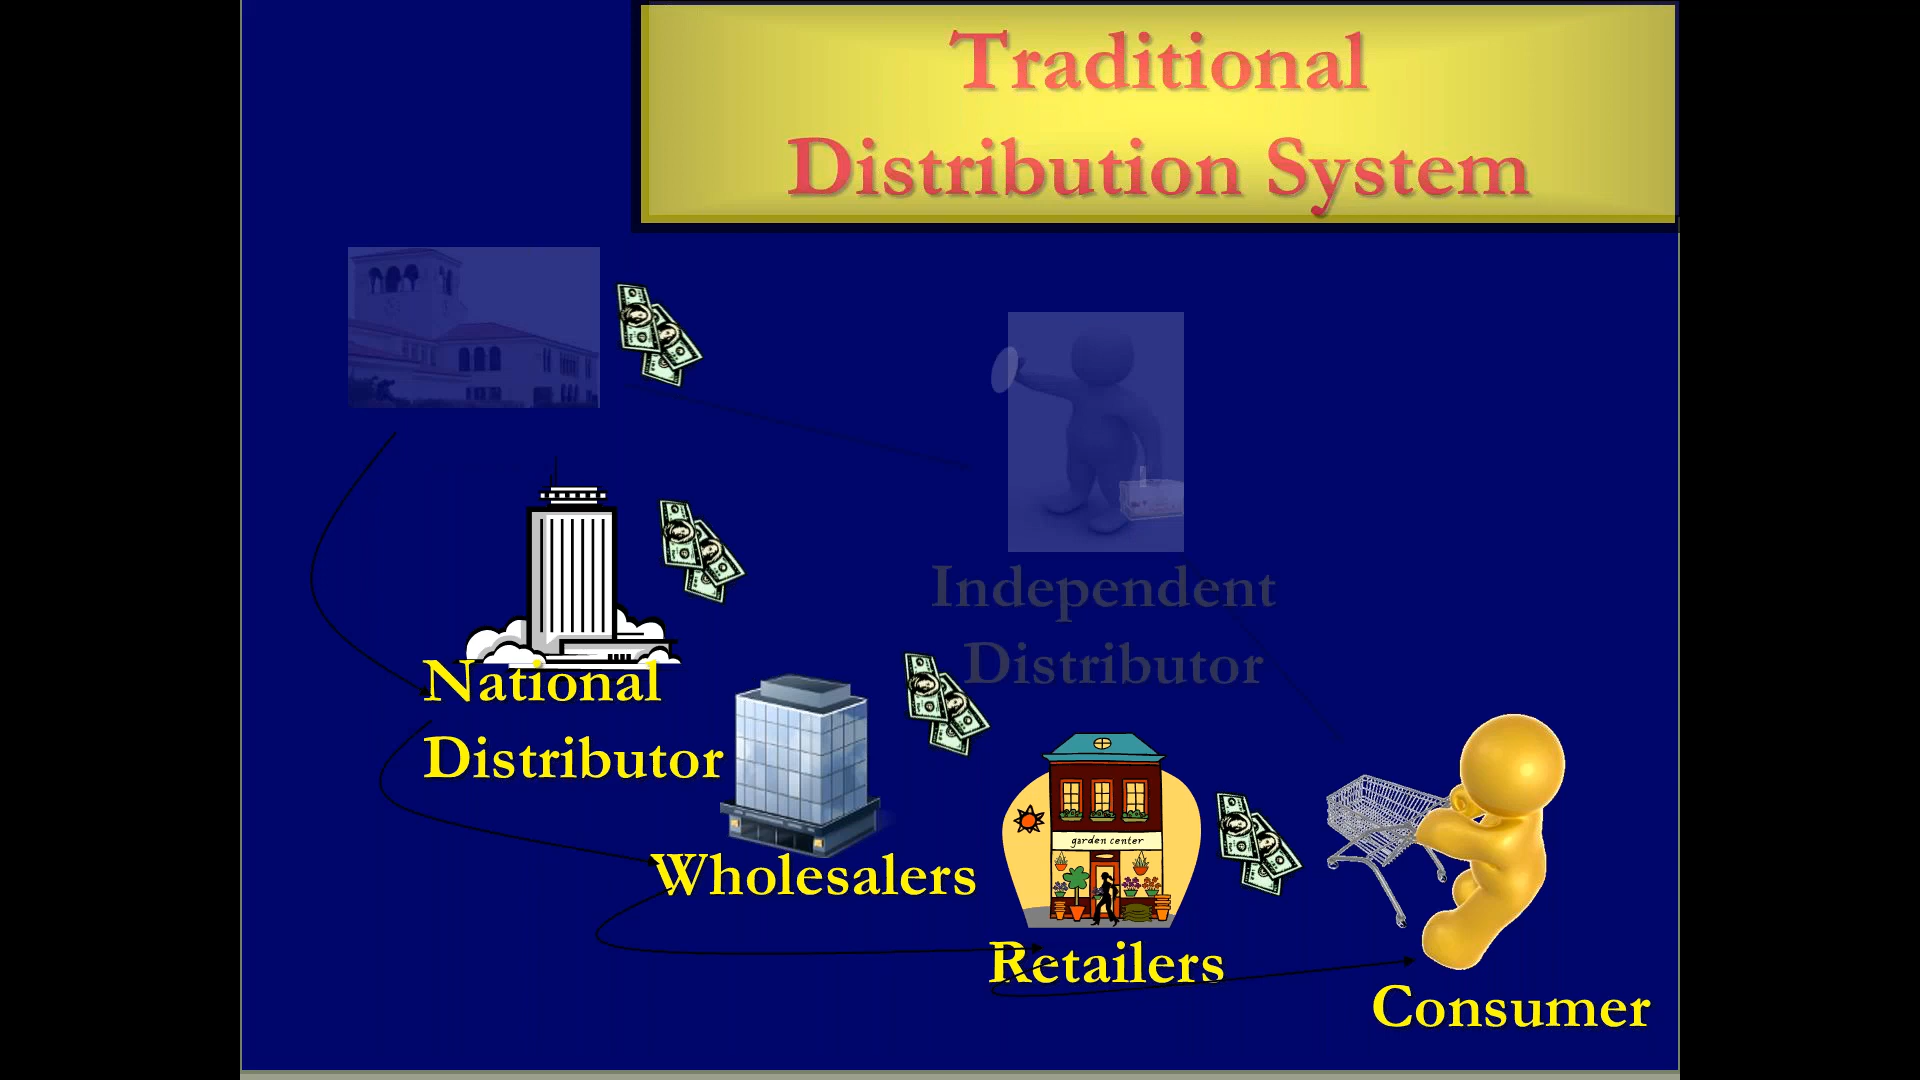 Traditional
Distribution System
Independent
Distributor
National
Distributor
garden center
Wholesalers
Retailers
Consumer